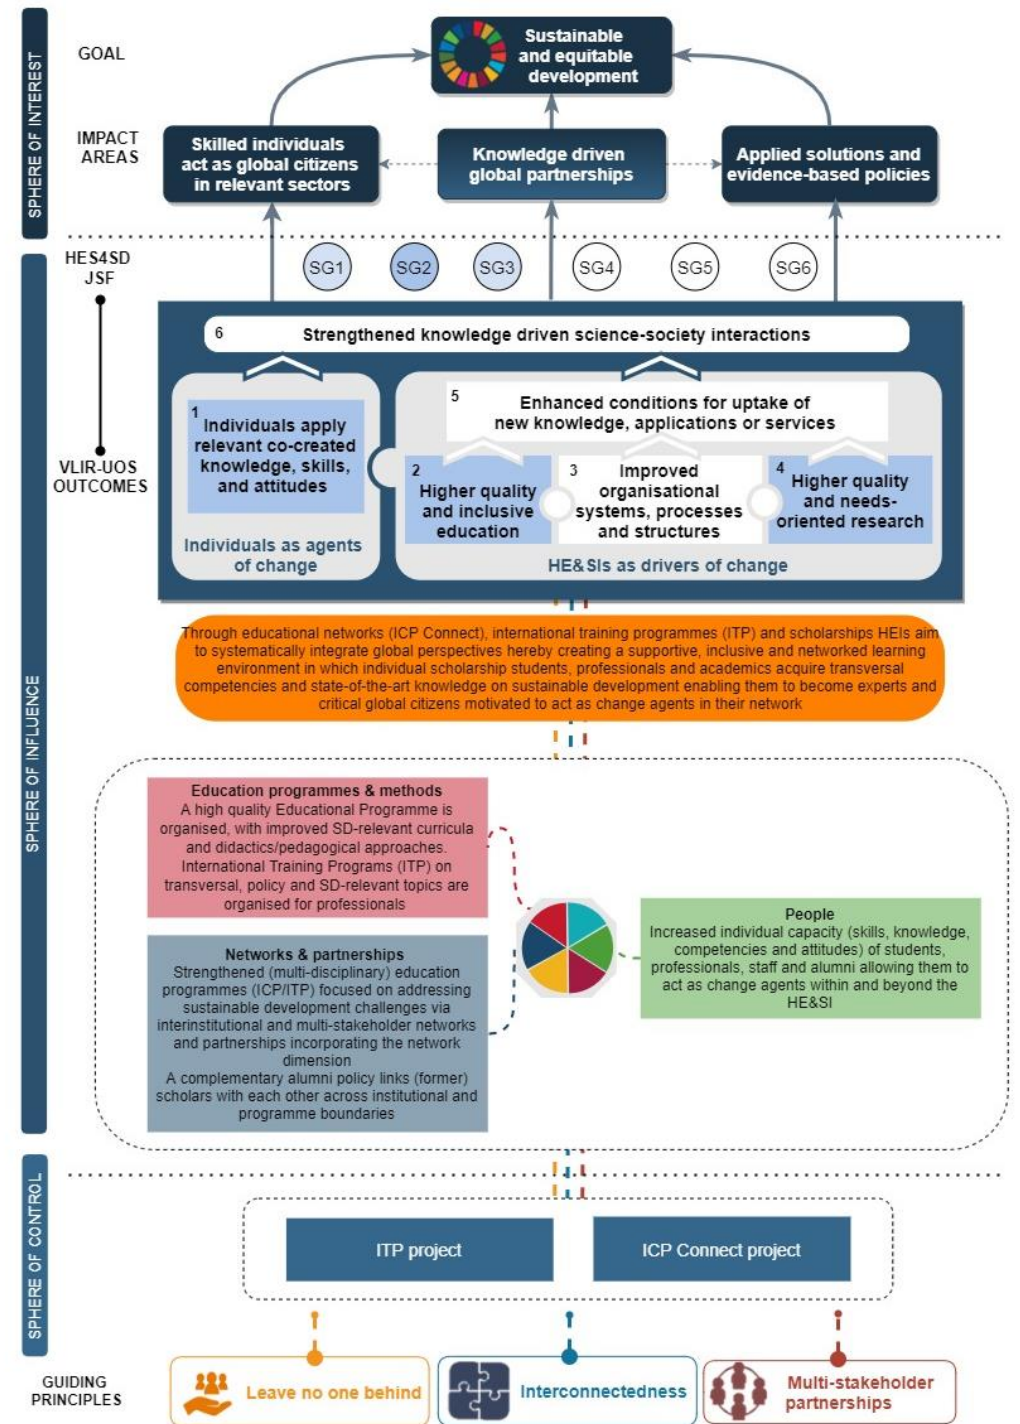 SPHERE OF INTEREST
GOAL
Sustainable
and equitable
development
IMPACT
AREAS
Skilled individuals
act as global citizens
in relevant sectors
Knowledge driven
global partnerships
Applied solutions and
evidence-based policies
SPHERE OF INFLUENCE
HES4SD
JSF
SG1
SG2
SG3
SG4
SG5
SG6
6
Strengthened knowledge driven science-society interactions
1
Individuals apply
relevant co-created
knowledge, skills,
and attitudes
Individuals as agents
of change
5
Enhanced conditions for uptake of
new knowledge, applications or services
2
Higher quality
and inclusive
education
3
Improved
organisational
systems, processes
and structures
4
Higher quality
and needs-
oriented research
HE&SIs as drivers of change
VLIR-UOS
OUTCOMES
Through educational networks (ICP Connect), international training programmes (ITP) and scholarships HEIs aim
to systematically integrate global perspectives hereby creating a supportive, inclusive and networked learning
environment in which individual scholarship students, professionals and academics acquire transversal
competencies and state-of-the-art knowledge on sustainable development enabling them to become experts and
critical global citizens motivated to act as change agents in their network
Education programmes & methods
A high quality Educational Programme is
organised, with improved SD-relevant curricula
and didactics/pedagogical approaches.
International Training Programs (ITP) on
transversal, policy and SD-relevant topics are
organised for professionals
Networks & partnerships
Strengthened (multi-disciplinary) education
programmes (ICP/ITP) focused on addressing
sustainable development challenges via
interinstitutional and multi-stakeholder networks
and partnerships incorporating the network
dimension
A complementary alumni policy links (former)
scholars with each other across institutional and
programme boundaries
People
Increased individual capacity (skills, knowledge,
competencies and attitudes) of students,
professionals, staff and alumni allowing them to
act as change agents within and beyond the
HE&SI
SPHERE OF CONTROL
ITP project
ICP Connect project
GUIDING
PRINCIPLES
Leave no one behind
Interconnectedness
Multi-stakeholder
partnerships